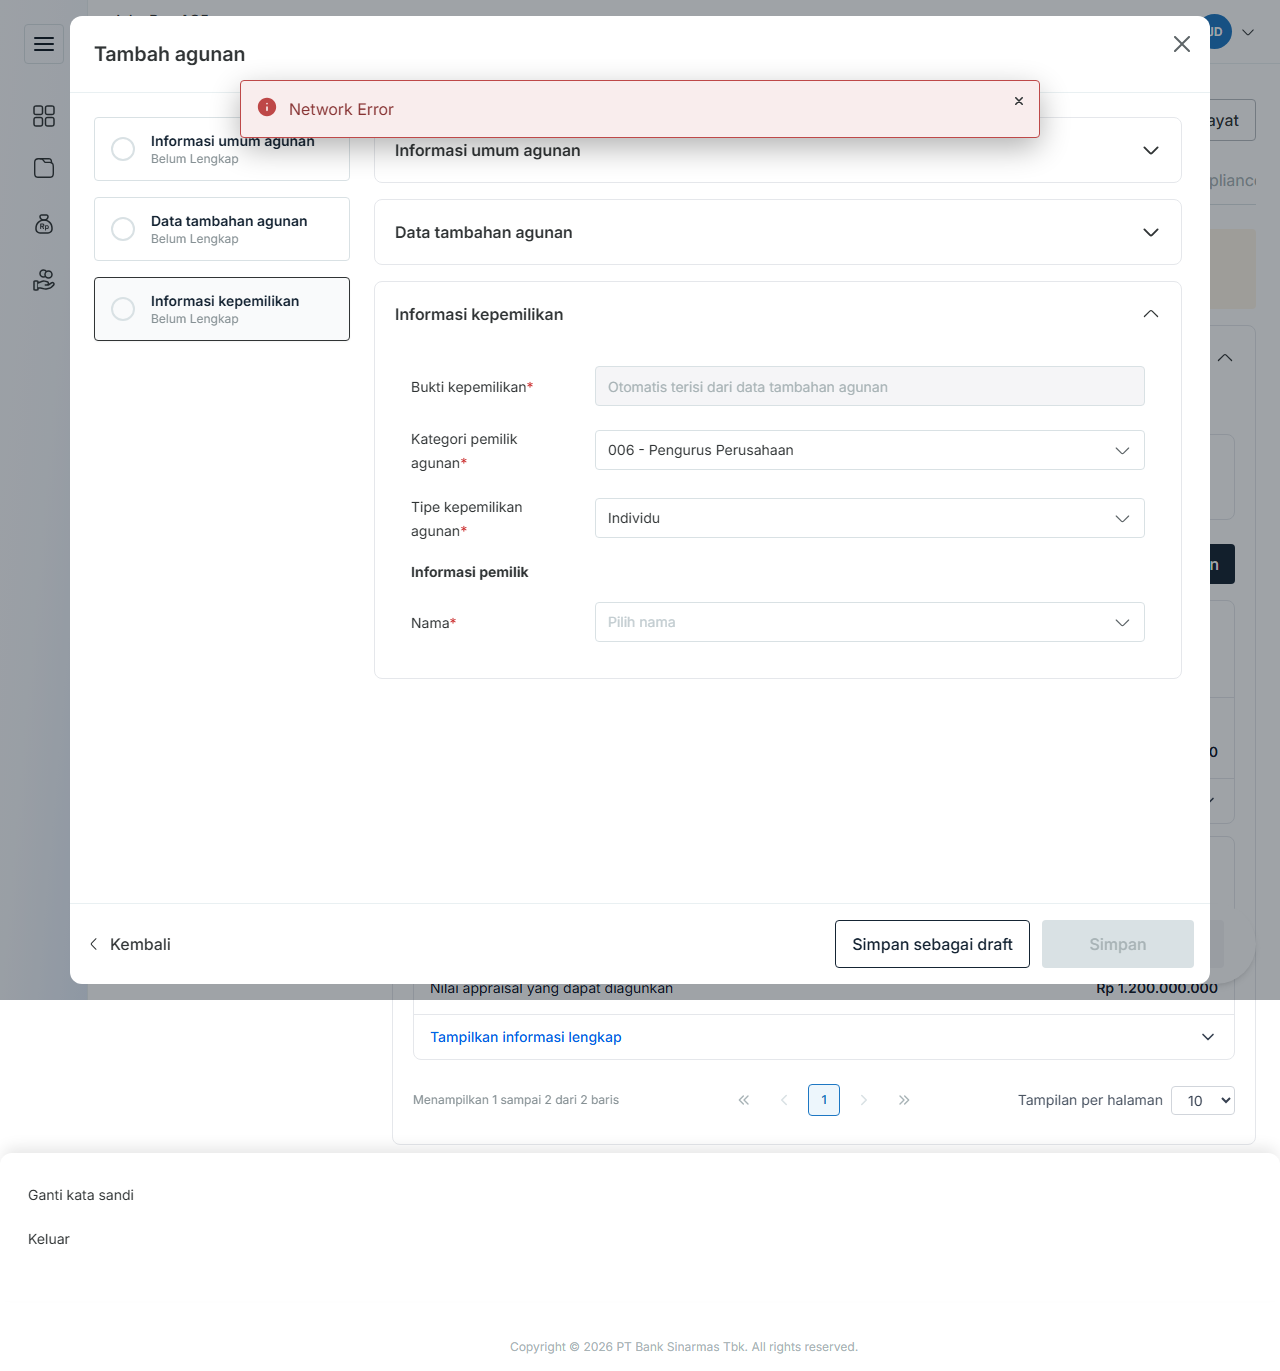 Tambah agunan
JD
Network Error
ayat
Informasi umum agunan
Belum Lengkap
Informasi umum agunan
pliance
Data tambahan agunan
Belum Lengkap
Data tambahan agunan
Informasi kepemilikan
Belum Lengkap
Informasi kepemilikan
Bukti kepemilikan*
Otomatis terisi dari data tambahan agunan
Kategori pemilik agunan*
006 - Pengurus Perusahaan
Tipe kepemilikan agunan*
Individu
Informasi pemilik
n
Nama*
Pilih nama
0
Kembali
Simpan sebagai draft
Simpan
Nilai appraisal yang dapat diagunkan
Rp 1.200.000.000
Tampilkan informasi lengkap
Menampilkan 1 sampai 2 dari 2 baris
1
Tampilan per halaman
10
Ganti kata sandi
Keluar
Copyright © 2026 PT Bank Sinarmas Tbk. All rights reserved.